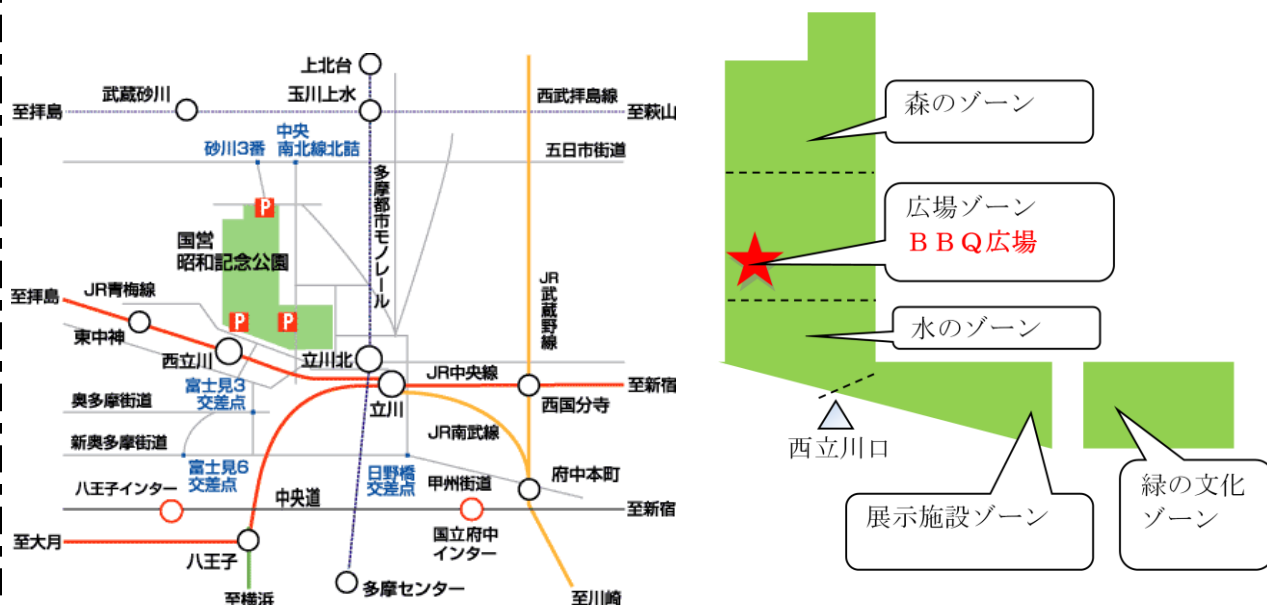 上北台
武蔵砂川
玉川上水
西武拝島線
至拝島
至萩山
中央
南北線北詰
砂川3番
五日市街道
多摩都市モノレール
P
国営
昭和記念公園
JR武蔵野線
至拝島
JR青梅線
東中神
P
P
西立川
立川北
JR中央線
至新宿
富士見3
交差点
立川
西国分寺
奥多摩街道
JR南武線
新奥多摩街道
富士見6
交差点
日野橋
交差点
甲州街道
府中本町
八王子インター
中央道
至新宿
国立府中
インター
至大月
八王子
多摩センター
至横浜
至川崎
森のゾーン
広場ゾーン
ＢＢＱ広場
水のゾーン
西立川口
展示施設ゾーン
緑の文化
ゾーン